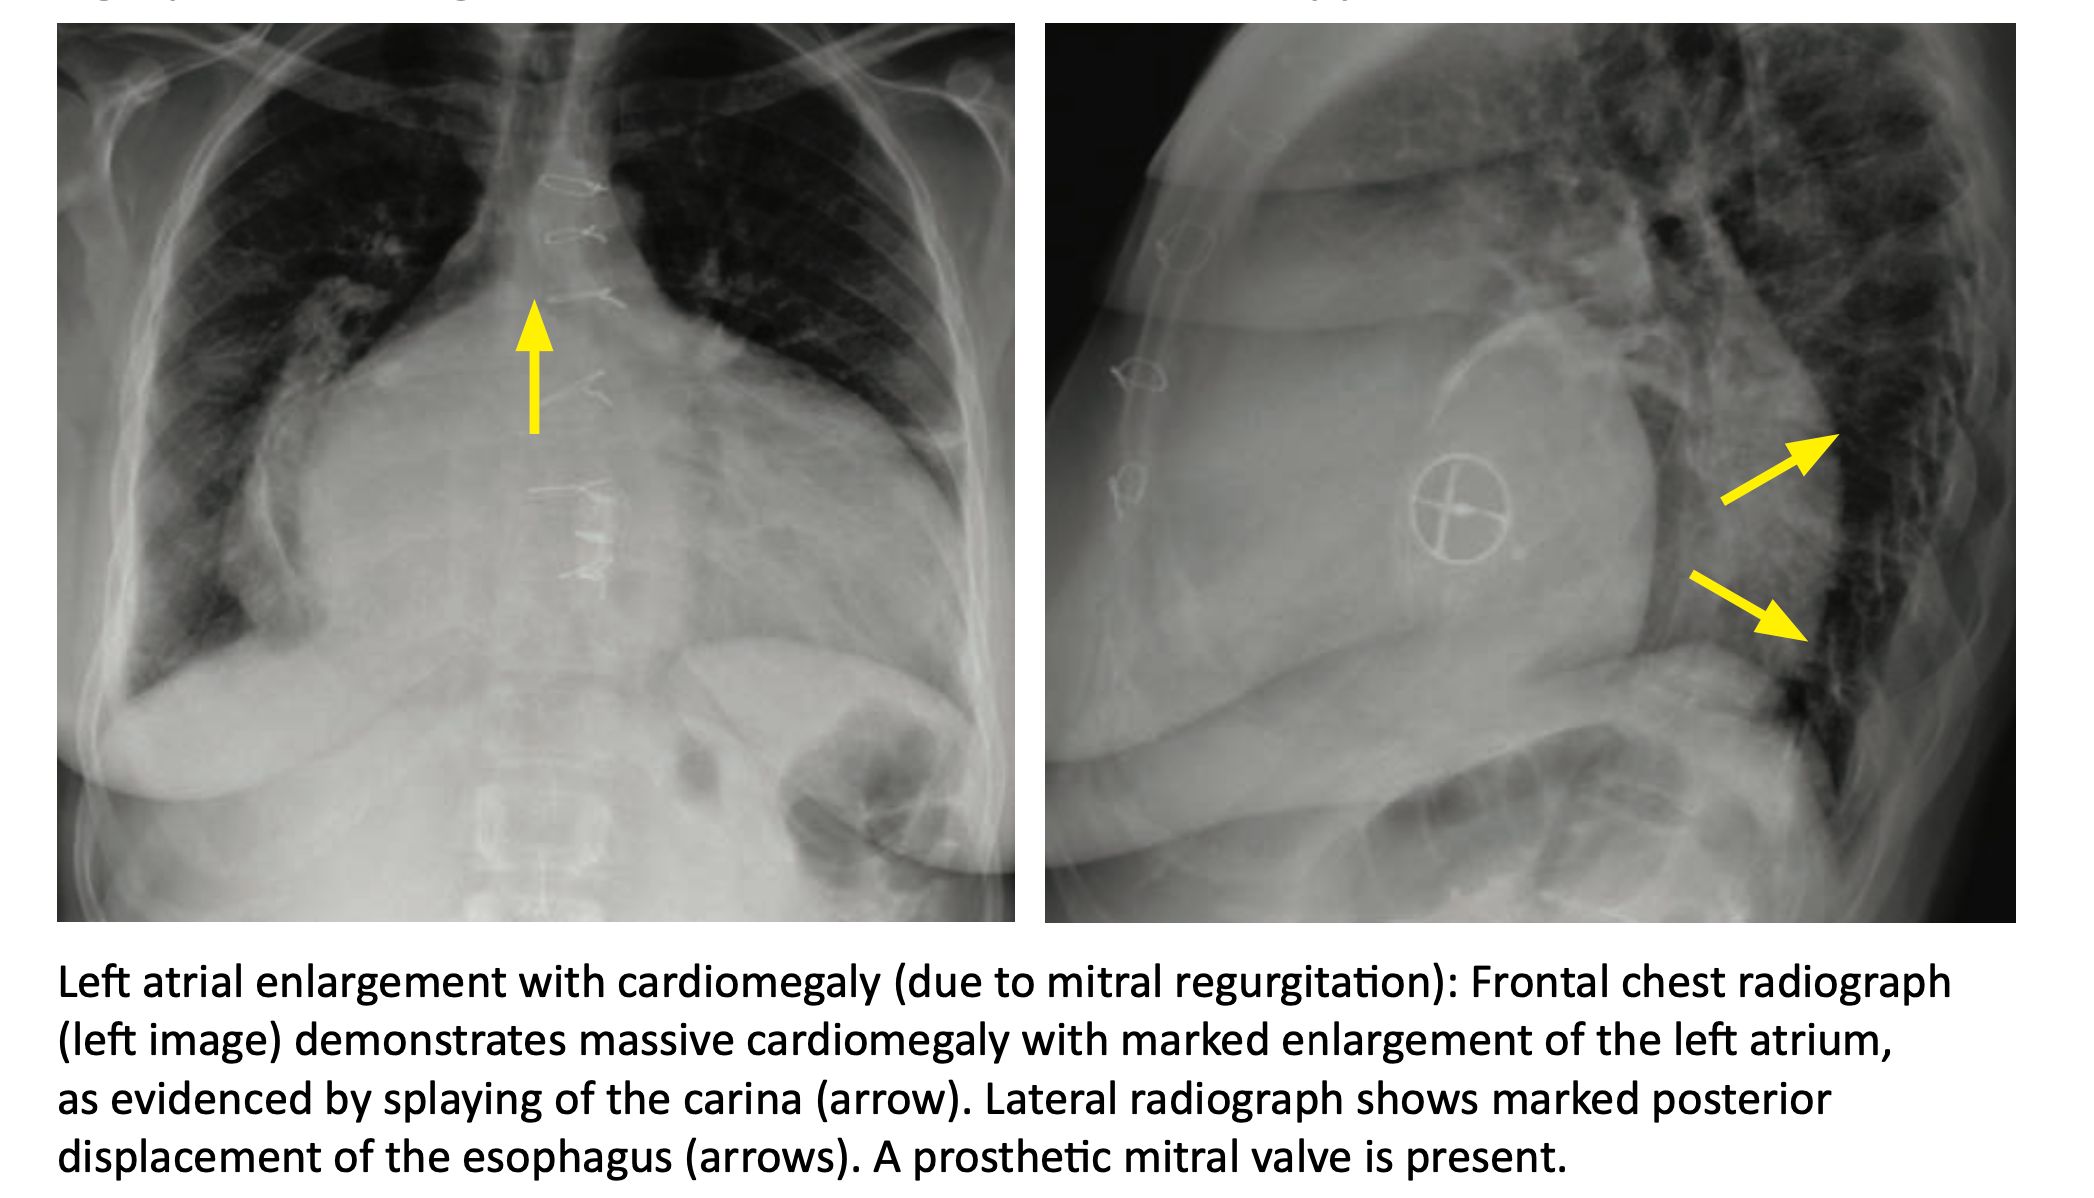 Left atrial enlargement with cardiomegaly (due to mitral regurgitation): Frontal chest radiograph
(left image) demonstrates massive cardiomegaly with marked enlargement of the left atrium,
as evidenced by splaying of the carina (arrow). Lateral radiograph shows marked posterior
displacement of the esophagus (arrows). A prosthetic mitral valve is present.